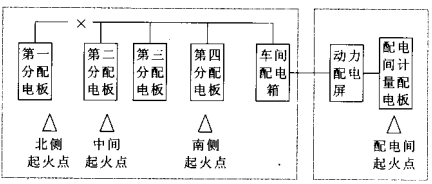 第一分配电板
第二分配电板
第三分配电板
第四分配电板
车间配电箱
动力配电屏
配电间计量配电板
北侧起火点
中间起火点
南侧起火点
配电间起火点